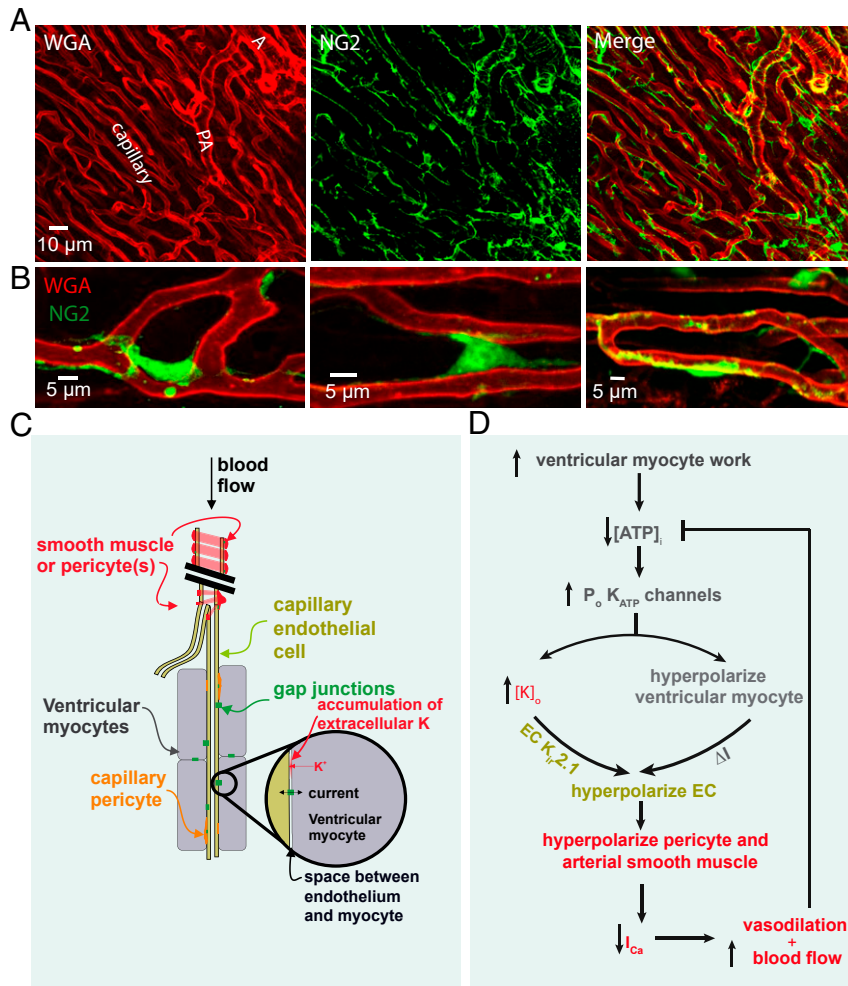 A
WGA
A
PA
capillary
10 µm
NG2
Merge
B
WGA
NG2
5 µm
5 µm
5 µm
C
blood
flow
smooth muscle
or pericyte(s)
capillary
endothelial
cell
gap junctions
Ventricular
myocytes
accumulation of
extracellular K
K⁺
current
Ventricular
myocyte
capillary
pericyte
space between
endothelium
and myocyte
D
↑ ventricular myocyte work
↓ [ATP]i
↑ Po KATP channels
↑ [K]o
hyperpolarize
ventricular myocyte
EC Kir2.1
ΔI
hyperpolarize EC
hyperpolarize pericyte and
arterial smooth muscle
↓ ICa
vasodilation
+
↑ blood flow